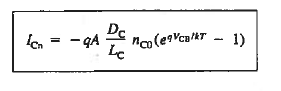 I_{Cn} = - qA \frac{D_C}{L_C} n_{C0} (e^{qV_{CB}/kT} - 1)